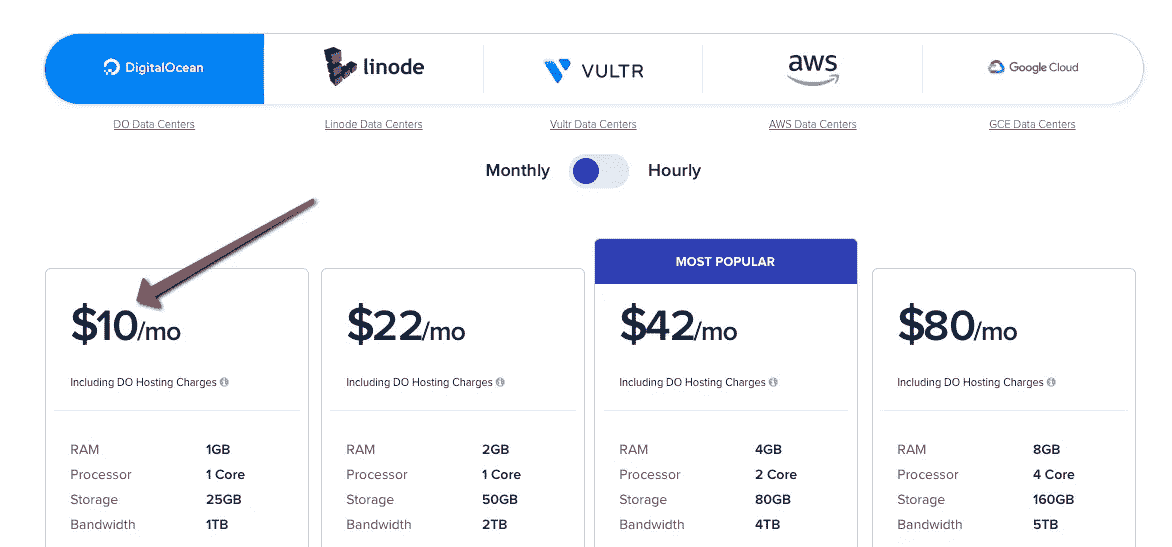 DigitalOcean linode VULTR aws Google Cloud
DO Data Centers Linode Data Centers Vultr Data Centers AWS Data Centers GCE Data Centers
Monthly Hourly
MOST POPULAR
$10/mo $22/mo $42/mo $80/mo
Including DO Hosting Charges Including DO Hosting Charges Including DO Hosting Charges Including DO Hosting Charges
RAM 1GB RAM 2GB RAM 4GB RAM 8GB
Processor 1 Core Processor 1 Core Processor 2 Core Processor 4 Core
Storage 25GB Storage 50GB Storage 80GB Storage 160GB
Bandwidth 1TB Bandwidth 2TB Bandwidth 4TB Bandwidth 5TB